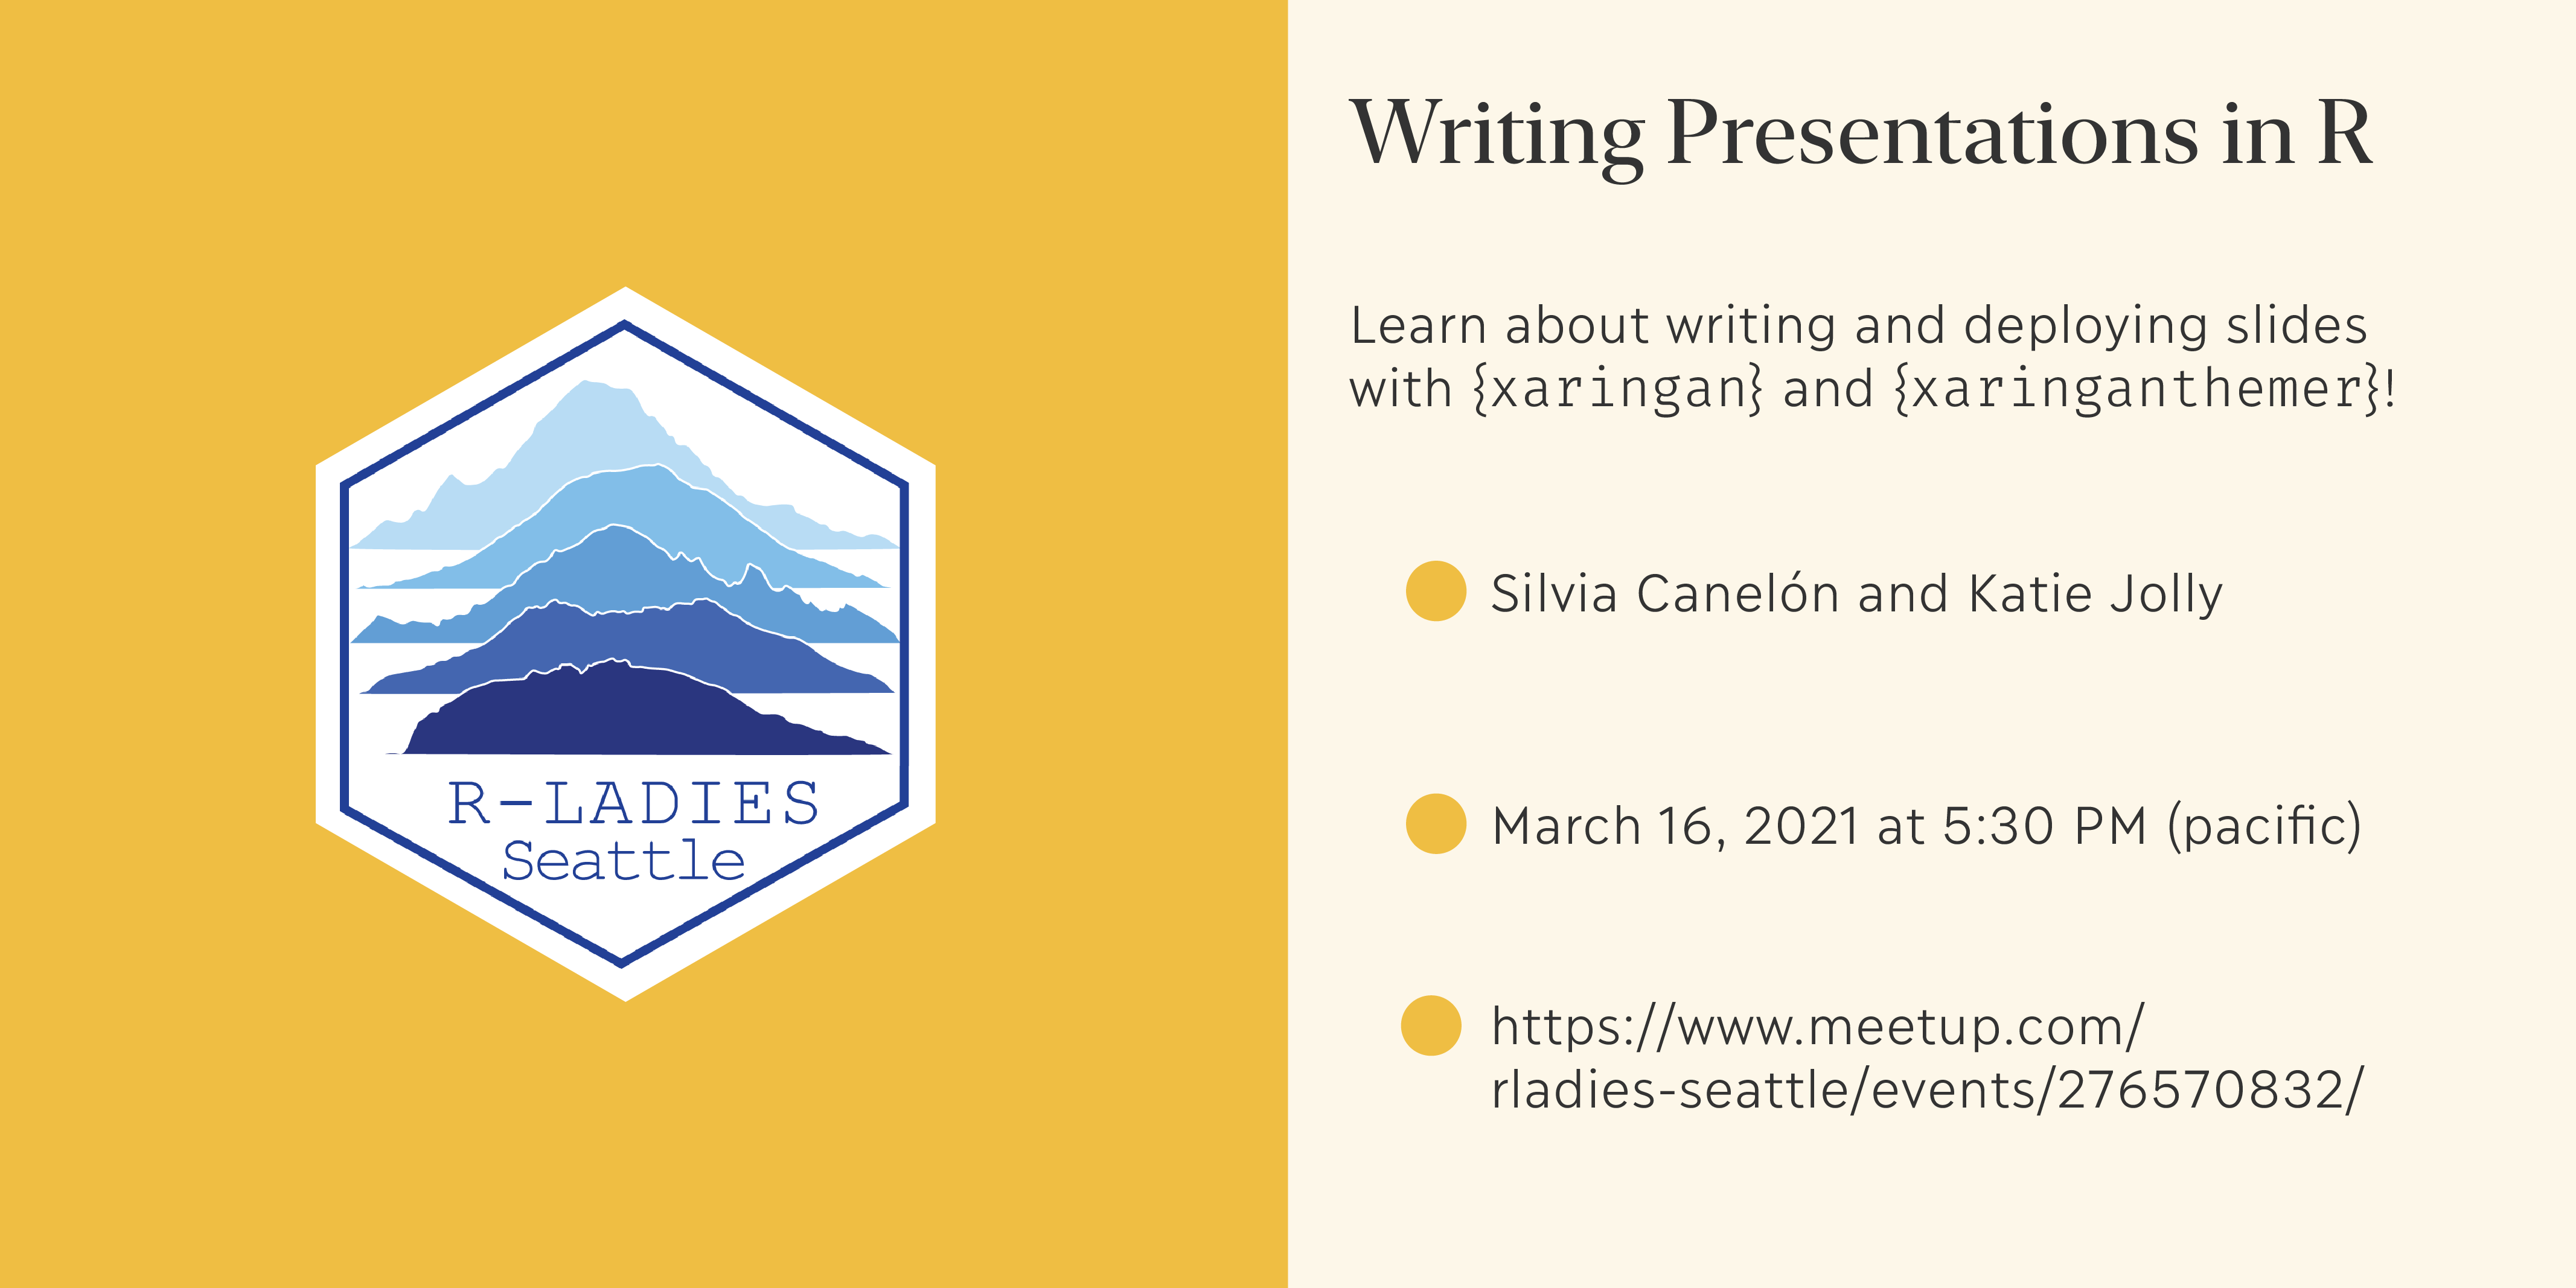 R-LADIES
Seattle
Writing Presentations in R
Learn about writing and deploying slides
with {xaringan} and {xaringanthemer}!
Silvia Canelón and Katie Jolly
March 16, 2021 at 5:30 PM (pacific)
https://www.meetup.com/
rladies-seattle/events/276570832/